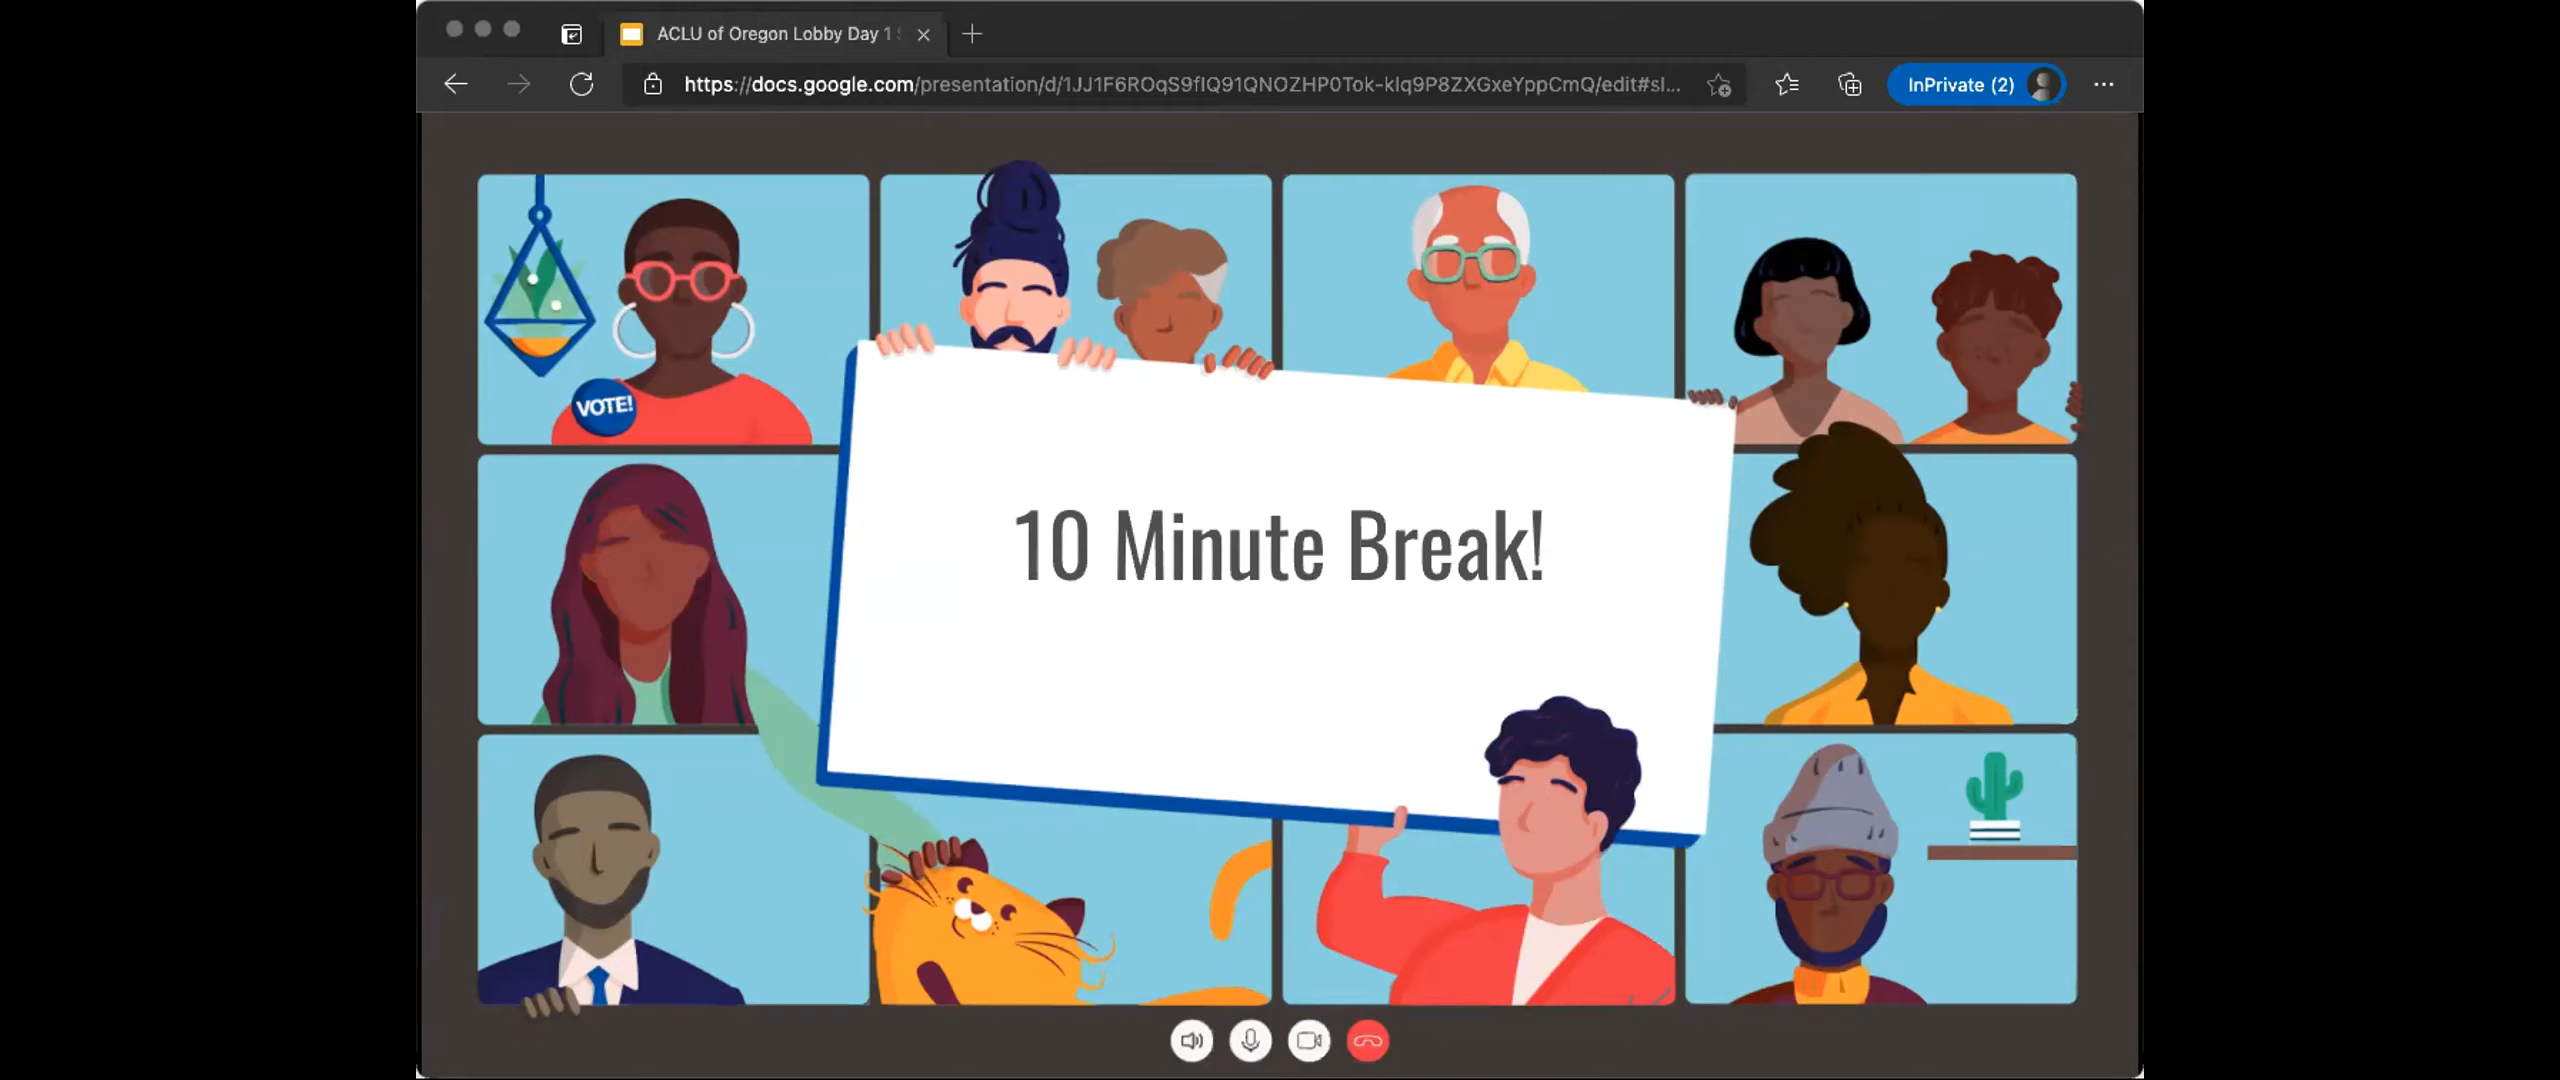 ACLU of Oregon Lobby Day 1
https://docs.google.com/presentation/d/1JJ1F6ROqS9flQ91QNOZHP0Tok-klq9P8ZXGxeYppCmQ/edit#sl...
InPrivate (2)
VOTE!
10 Minute Break!